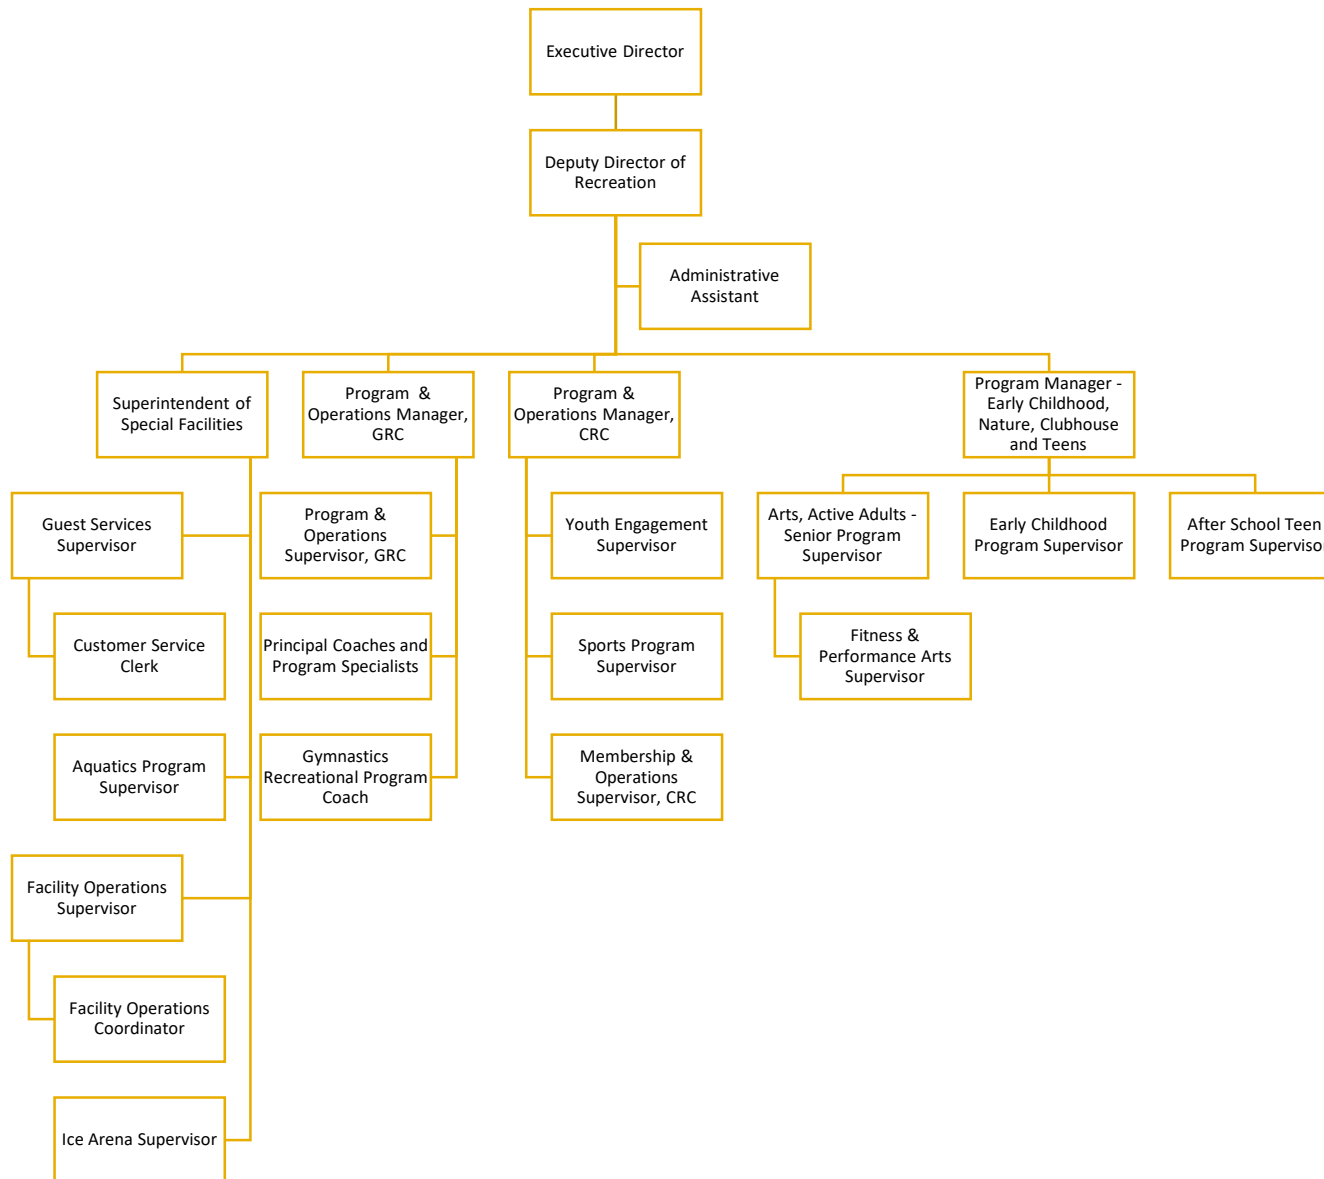 Executive Director
Deputy Director of
Recreation
Administrative
Assistant
Superintendent of
Special Facilities
Program & 
Operations Manager,
GRC
Program &
Operations Manager,
CRC
Program Manager -
Early Childhood,
Nature, Clubhouse
and Teens
Guest Services
Supervisor
Program &
Operations
Supervisor, GRC
Youth Engagement
Supervisor
Arts, Active Adults -
Senior Program
Supervisor
Early Childhood
Program Supervisor
After School Teen
Program Supervisor
Customer Service
Clerk
Principal Coaches and
Program Specialists
Sports Program
Supervisor
Fitness &
Performance Arts
Supervisor
Aquatics Program
Supervisor
Gymnastics
Recreational Program
Coach
Membership &
Operations
Supervisor, CRC
Facility Operations
Supervisor
Facility Operations
Coordinator
Ice Arena Supervisor